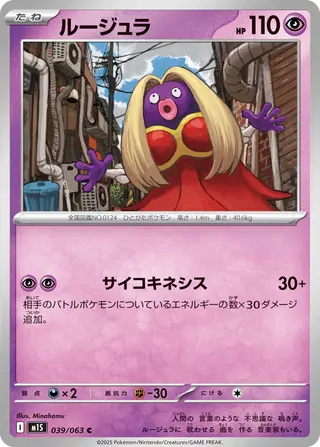 たね ルージュラ HP 110
全国図鑑NO.0124 ひとがたポケモン 高さ:1.4m 重さ:40.6kg
サイコキネシス 30+
相手のバトルポケモンについているエネルギーの数×30ダメージ
追加。
弱点 ×2 抵抗力 -30 にげる
Illus. Minahamu
I m1S 039/063 C
人間の 言葉のような 不思議な 鳴き声。
ルージュラに 歌わせる 曲を 作る 音楽家もいる。
©2025 Pokémon/Nintendo/Creatures/GAME FREAK.